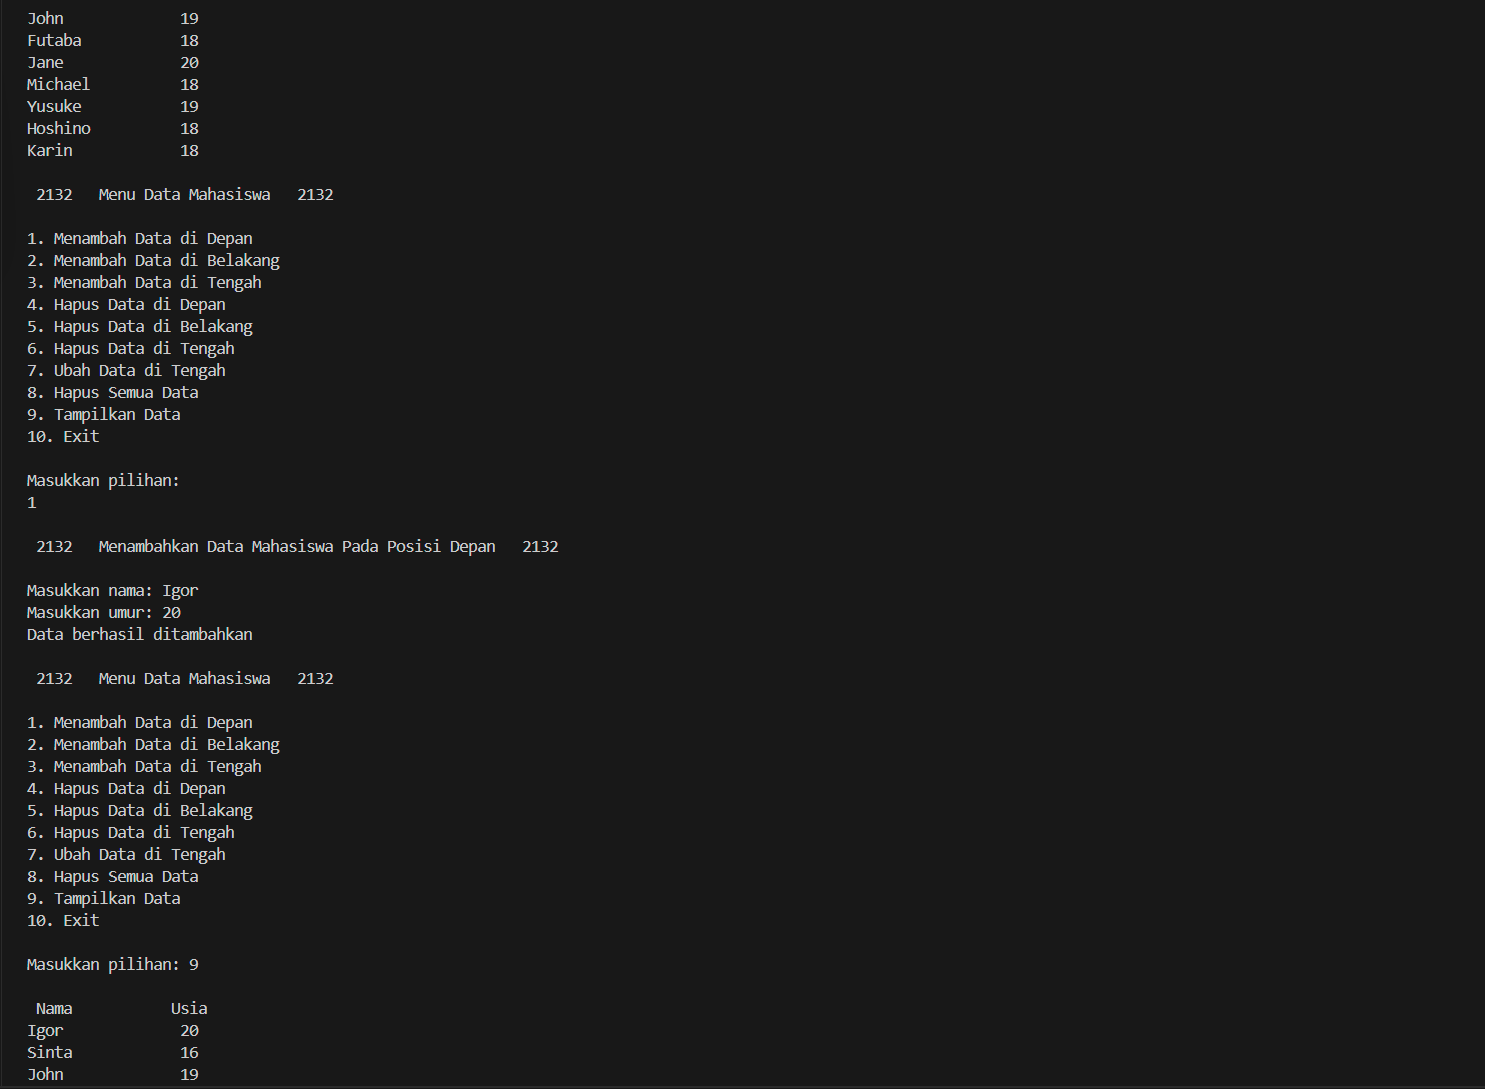 John 19
Futaba 18
Jane 20
Michael 18
Yusuke 19
Hoshino 18
Karin 18
2132 Menu Data Mahasiswa 2132
1. Menambah Data di Depan
2. Menambah Data di Belakang
3. Menambah Data di Tengah
4. Hapus Data di Depan
5. Hapus Data di Belakang
6. Hapus Data di Tengah
7. Ubah Data di Tengah
8. Hapus Semua Data
9. Tampilkan Data
10. Exit
Masukkan pilihan:
1
2132 Menambahkan Data Mahasiswa Pada Posisi Depan 2132
Masukkan nama: Igor
Masukkan umur: 20
Data berhasil ditambahkan
2132 Menu Data Mahasiswa 2132
1. Menambah Data di Depan
2. Menambah Data di Belakang
3. Menambah Data di Tengah
4. Hapus Data di Depan
5. Hapus Data di Belakang
6. Hapus Data di Tengah
7. Ubah Data di Tengah
8. Hapus Semua Data
9. Tampilkan Data
10. Exit
Masukkan pilihan: 9
Nama Usia
Igor 20
Sinta 16
John 19